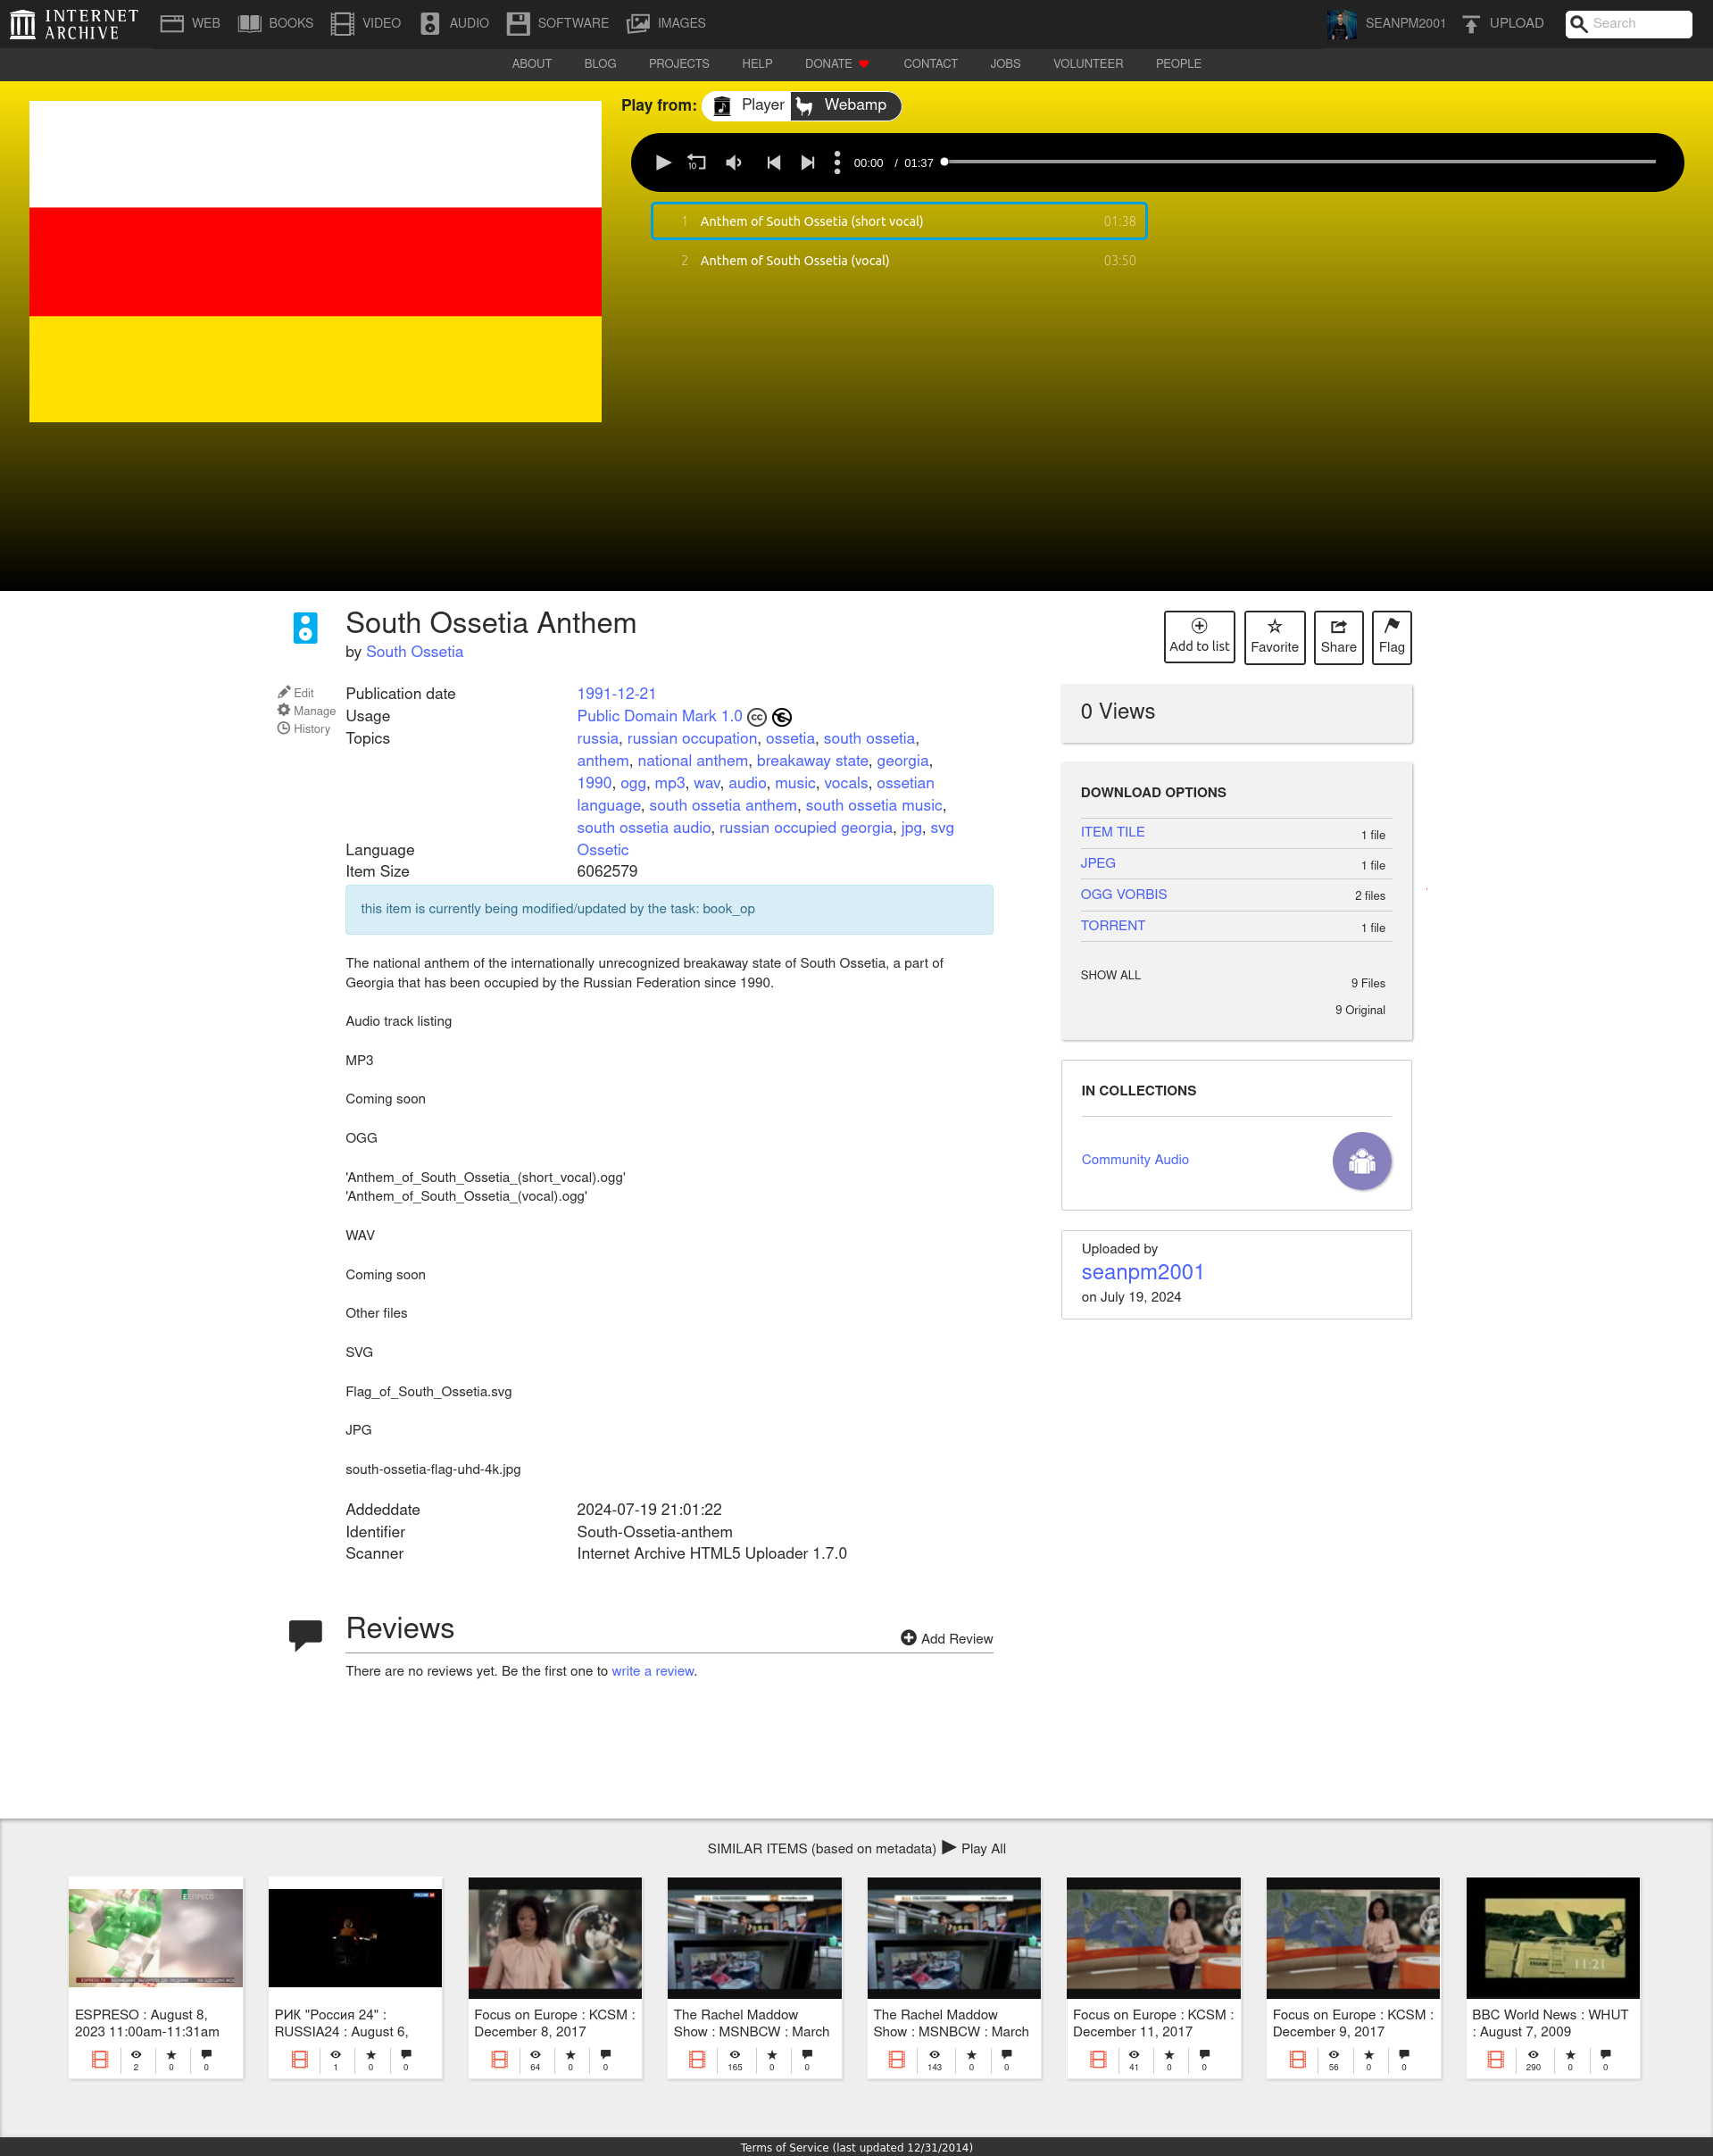 INTERNET
ARCHIVE
WEB BOOKS VIDEO AUDIO SOFTWARE IMAGES SEANPM2001 UPLOAD Search
ABOUT BLOG PROJECTS HELP DONATE CONTACT JOBS VOLUNTEER PEOPLE
Play from: Player Webamp
10 00:00 / 01:37
1 Anthem of South Ossetia (short vocal) 01:38
2 Anthem of South Ossetia (vocal) 03:50
South Ossetia Anthem
by South Ossetia
Add to list Favorite Share Flag
Edit
Manage
History
Publication date 1991-12-21
Usage Public Domain Mark 1.0
Topics russia, russian occupation, ossetia, south ossetia,
anthem, national anthem, breakaway state, georgia,
1990, ogg, mp3, wav, audio, music, vocals, ossetian
language, south ossetia anthem, south ossetia music,
south ossetia audio, russian occupied georgia, jpg, svg
Language Ossetic
Item Size 6062579
this item is currently being modified/updated by the task: book_op
The national anthem of the internationally unrecognized breakaway state of South Ossetia, a part of
Georgia that has been occupied by the Russian Federation since 1990.
Audio track listing
MP3
Coming soon
OGG
'Anthem_of_South_Ossetia_(short_vocal).ogg'
'Anthem_of_South_Ossetia_(vocal).ogg'
WAV
Coming soon
Other files
SVG
Flag_of_South_Ossetia.svg
JPG
south-ossetia-flag-uhd-4k.jpg
Addeddate 2024-07-19 21:01:22
Identifier South-Ossetia-anthem
Scanner Internet Archive HTML5 Uploader 1.7.0
0 Views
DOWNLOAD OPTIONS
ITEM TILE 1 file
JPEG 1 file
OGG VORBIS 2 files
TORRENT 1 file
SHOW ALL 9 Files
9 Original
IN COLLECTIONS
Community Audio
Uploaded by
seanpm2001
on July 19, 2024
Reviews
Add Review
There are no reviews yet. Be the first one to write a review.
SIMILAR ITEMS (based on metadata) Play All
ESPRESO : August 8,
2023 11:00am-11:31am
2 0 0
РИК "Россия 24" :
RUSSIA24 : August 6,
1 0 0
Focus on Europe : KCSM :
December 8, 2017
64 0 0
The Rachel Maddow
Show : MSNBCW : March
165 0 0
The Rachel Maddow
Show : MSNBCW : March
143 0 0
Focus on Europe : KCSM :
December 11, 2017
41 0 0
Focus on Europe : KCSM :
December 9, 2017
56 0 0
11:21
BBC World News : WHUT
: August 7, 2009
290 0 0
Terms of Service (last updated 12/31/2014)